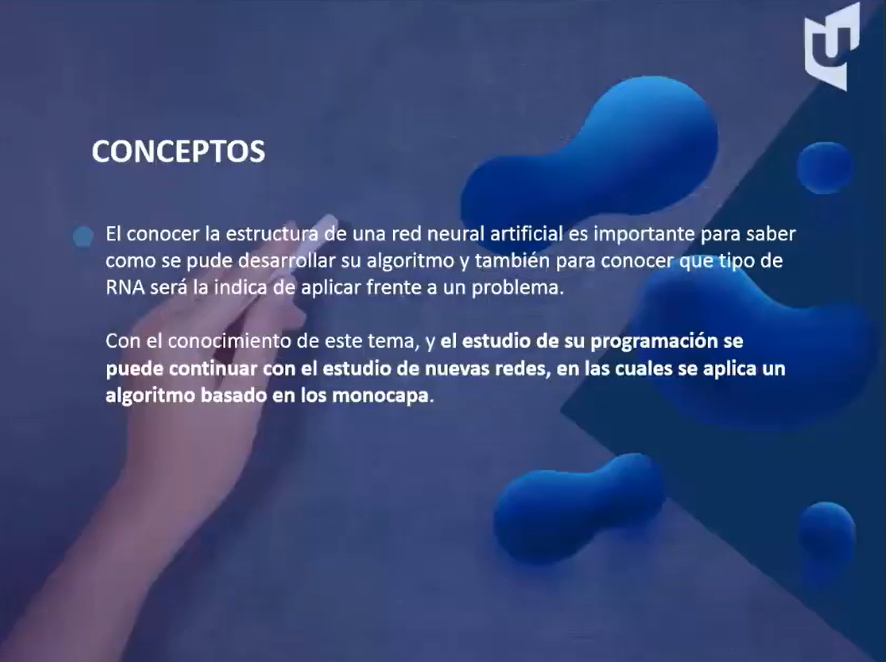 CONCEPTOS
El conocer la estructura de una red neural artificial es importante para saber
como se pude desarrollar su algoritmo y también para conocer que tipo de
RNA será la indica de aplicar frente a un problema.
Con el conocimiento de este tema, y el estudio de su programación se
puede continuar con el estudio de nuevas redes, en las cuales se aplica un
algoritmo basado en los monocapa.